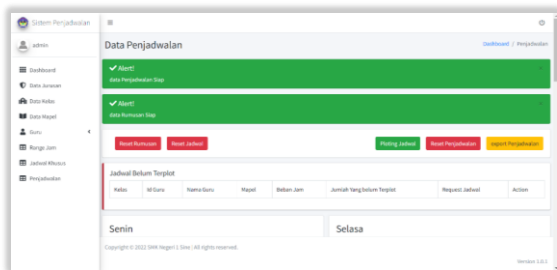 Sistem Penjadwalan
admin
Dashboard
Data Jurusan
Data Kelas
Data Mapel
Guru
Range Jam
Jadwal Khusus
Penjadwalan
Data Penjadwalan
Dashboard / Penjadwalan
Alert!
data Penjadwalan Siap
Alert!
data Rumusan Siap
Reset Rumusan Reset Jadwal Ploting Jadwal Reset Penjadwalan export Penjadwalan
Jadwal Belum Terplot
Kelas Id Guru Nama Guru Mapel Beban Jam Jumlah Yang belum Terplot Request Jadwal Action
Senin Selasa
Copyright © 2022 SMK Negeri 1 Slawi | All rights reserved.
Version 1.0.1